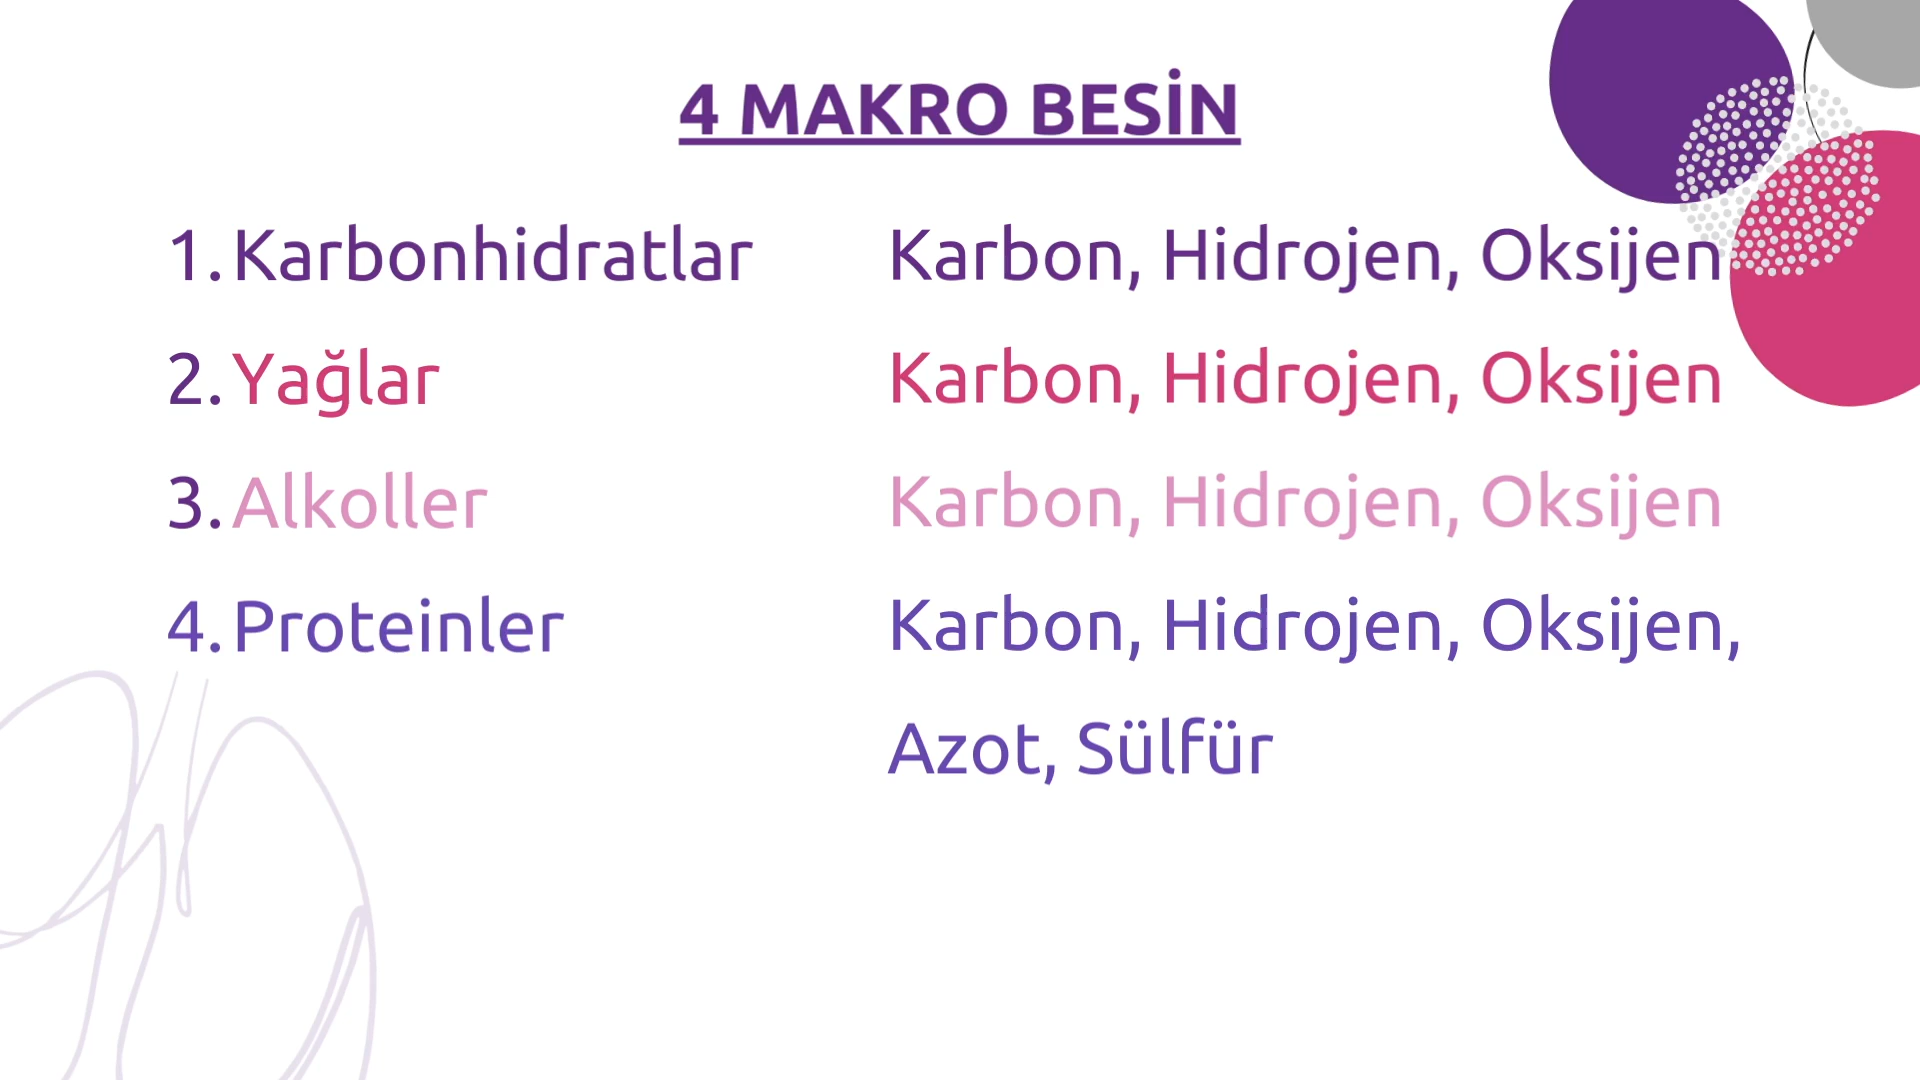 4 MAKRO BESİN
1. Karbonhidratlar Karbon, Hidrojen, Oksijen
2. Yağlar Karbon, Hidrojen, Oksijen
3. Alkoller Karbon, Hidrojen, Oksijen
4. Proteinler Karbon, Hidrojen, Oksijen,
Azot, Sülfür